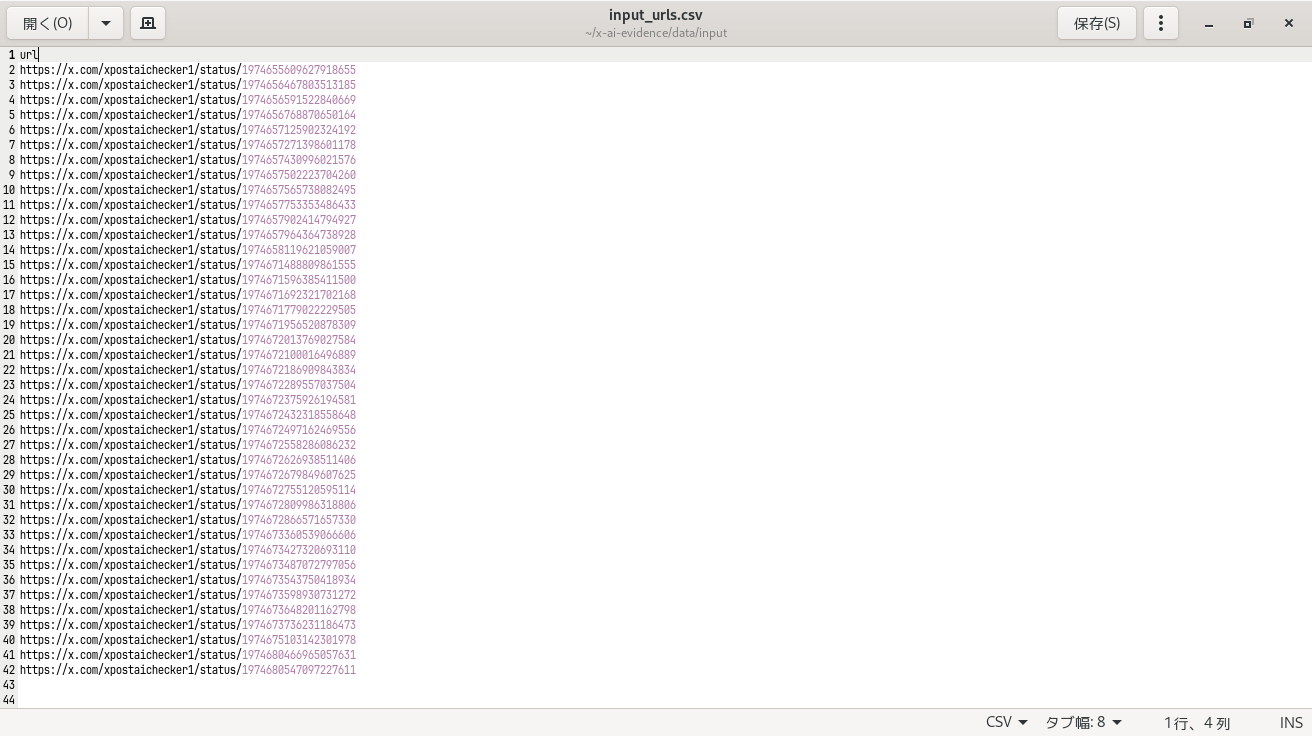 開く(O)
input_urls.csv
~/x-ai-evidence/data/input
保存(S)
1 url
2 https://x.com/xpostaichecker1/status/1974655609627918655
3 https://x.com/xpostaichecker1/status/1974656467803513185
4 https://x.com/xpostaichecker1/status/1974656591522840669
5 https://x.com/xpostaichecker1/status/1974656768870650164
6 https://x.com/xpostaichecker1/status/1974657125902324192
7 https://x.com/xpostaichecker1/status/1974657271398601178
8 https://x.com/xpostaichecker1/status/1974657430996021576
9 https://x.com/xpostaichecker1/status/1974657502223704260
10 https://x.com/xpostaichecker1/status/1974657565738082495
11 https://x.com/xpostaichecker1/status/1974657753353486433
12 https://x.com/xpostaichecker1/status/1974657902414794927
13 https://x.com/xpostaichecker1/status/1974657964364738928
14 https://x.com/xpostaichecker1/status/1974658119621059007
15 https://x.com/xpostaichecker1/status/1974671488809861555
16 https://x.com/xpostaichecker1/status/1974671596385411500
17 https://x.com/xpostaichecker1/status/1974671692321702168
18 https://x.com/xpostaichecker1/status/1974671779022229505
19 https://x.com/xpostaichecker1/status/1974671956520878309
20 https://x.com/xpostaichecker1/status/1974672013769027584
21 https://x.com/xpostaichecker1/status/1974672100016496889
22 https://x.com/xpostaichecker1/status/1974672186909843834
23 https://x.com/xpostaichecker1/status/1974672289557037504
24 https://x.com/xpostaichecker1/status/1974672375926194581
25 https://x.com/xpostaichecker1/status/1974672432318558648
26 https://x.com/xpostaichecker1/status/1974672497162469556
27 https://x.com/xpostaichecker1/status/1974672558286086232
28 https://x.com/xpostaichecker1/status/1974672626938511406
29 https://x.com/xpostaichecker1/status/1974672679849607625
30 https://x.com/xpostaichecker1/status/1974672755120595114
31 https://x.com/xpostaichecker1/status/1974672809986318806
32 https://x.com/xpostaichecker1/status/1974672866571657330
33 https://x.com/xpostaichecker1/status/1974673360539066606
34 https://x.com/xpostaichecker1/status/1974673427320693110
35 https://x.com/xpostaichecker1/status/1974673487072797056
36 https://x.com/xpostaichecker1/status/1974673543750418934
37 https://x.com/xpostaichecker1/status/1974673598930731272
38 https://x.com/xpostaichecker1/status/1974673648201162798
39 https://x.com/xpostaichecker1/status/1974673736231186473
40 https://x.com/xpostaichecker1/status/1974675103142301978
41 https://x.com/xpostaichecker1/status/1974680466965057631
42 https://x.com/xpostaichecker1/status/1974680547097227611
43
44
CSV タブ幅: 8 1行、4 列 INS